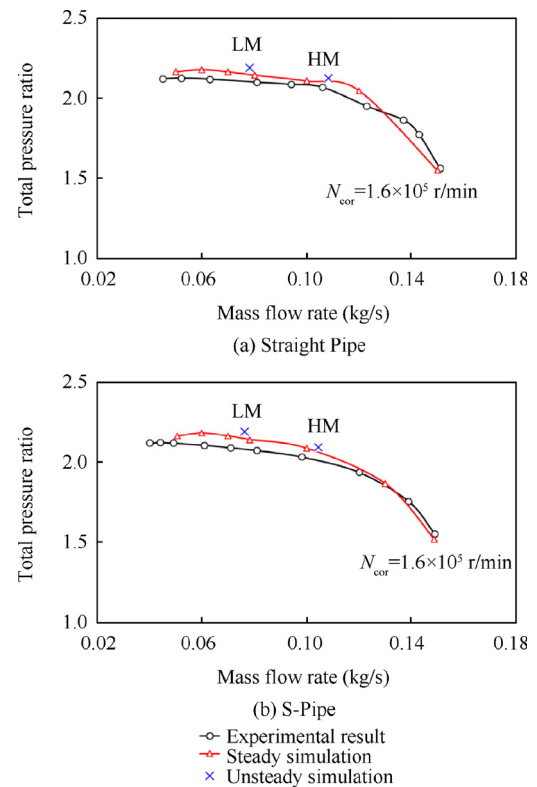 2.5
LM
HM
2.0
Total pressure ratio
1.5
N_cor=1.6×10⁵ r/min
1.0
0.02 0.06 0.10 0.14 0.18
Mass flow rate (kg/s)
(a) Straight Pipe
2.5
LM
HM
2.0
Total pressure ratio
1.5
N_cor=1.6×10⁵ r/min
1.0
0.02 0.06 0.10 0.14 0.18
Mass flow rate (kg/s)
(b) S-Pipe
Experimental result
Steady simulation
Unsteady simulation